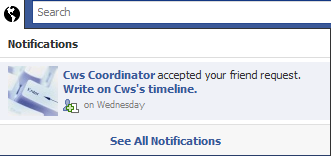 Search
Notifications
Cws Coordinator accepted your friend request.
Write on Cws's timeline.
on Wednesday
See All Notifications